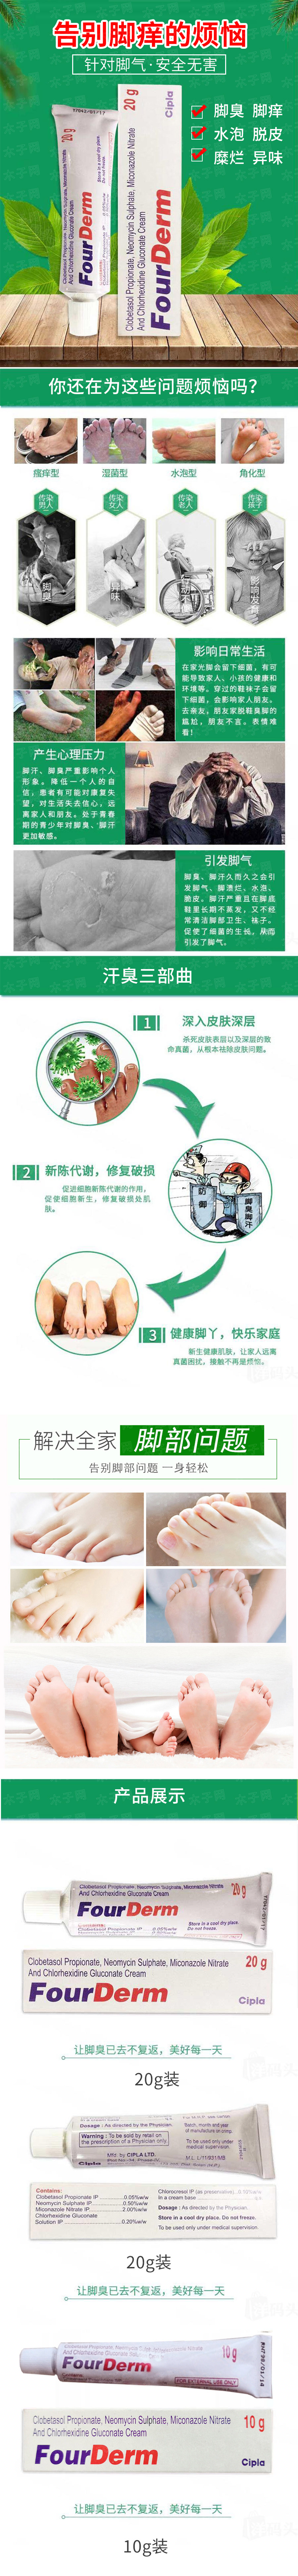 告别脚痒的烦恼
针对脚气·安全无害
脚臭 脚痒
水泡 脱皮
糜烂 异味
20g
Clobetasol Propionate, Neomycin Sulphate, Miconazole Nitrate
And Chlorhexidine Gluconate Cream
FourDerm
20g
Cipla
Clobetasol Propionate, Neomycin Sulphate, Miconazole Nitrate
And Chlorhexidine Gluconate Cream
FourDerm
你还在为这些问题烦恼吗?
瘙痒型
湿菌型
水泡型
角化型
传染
男人
传染
女人
传染
老人
传染
孩子
脚臭
异味
影响日常生活
在家光脚会留下细菌，有可
能导致家人、小孩的健康和
环境等。穿过的鞋袜子会留
下细菌，会影响家人朋友。
去亲友，朋友家脱鞋臭脚的
尴尬，朋友不言。表情难
看!
产生心理压力
脚汗、脚臭严重影响个人
形象。降低一个人的自
信，患者有可能对康复失
望，对生活失去信心，远
离家人和朋友。处于青春
期的青少年对脚臭、脚汗
更加敏感。
引发脚气
脚臭、脚汗久而久之会引
发脚气、脚溃烂、水泡、
脆皮。脚汗严重且在脚底
鞋里长期不蒸发，又不经
常清洁脚部卫生、袜子。
促使了细菌的生长，从而
引发了脚气。
汗臭三部曲
1
深入皮肤深层
杀死皮肤表层以及深层的致
命真菌，从根本祛除皮肤问题。
2
新陈代谢，修复破损
促进细胞新陈代谢的作用，
促使细胞新生，修复破损处肌
肤。
防御
脚臭脚汗
3
健康脚丫，快乐家庭
新生健康肌肤，让家人远离
真菌困扰，接触不再是烦恼。
解决全家 脚部问题
告别脚部问题 一身轻松
产品展示
Clobetasol Propionate, Neomycin Sulphate, Miconazole Nitrate
And Chlorhexidine Gluconate Cream
20g
FourDerm
Store in a cool dry place.
Do not freeze.
Clobetasol Propionate, Neomycin Sulphate, Miconazole Nitrate
And Chlorhexidine Gluconate Cream
20 g
FourDerm
Cipla
让脚臭已去不复返，美好每一天
20g装
Dosage : As directed by the Physician.
Warning : To be sold by retail on
the prescription of a Physician only.
Mfd. by CIPLA LTD.
Cipla
To be used only under
medical supervision.
Contains:
Clobetasol Propionate IP 0.05%w/w
Neomycin Sulphate IP 0.50%w/w
Miconazole Nitrate IP 2.00%w/w
Chlorhexidine Gluconate
Solution IP 0.20%w/w
Chlorocresol IP (as preservative) 0.10%w/w
In a cream base
Dosage : As directed by the Physician.
Store in a cool dry place. Do not freeze.
To be used only under medical supervision.
20g装
让脚臭已去不复返，美好每一天
10g
FourDerm
FOR EXTERNAL USE ONLY
Clobetasol Propionate, Neomycin Sulphate, Miconazole Nitrate
And Chlorhexidine Gluconate Cream
10 g
FourDerm
Cipla
让脚臭已去不复返，美好每一天
10g装